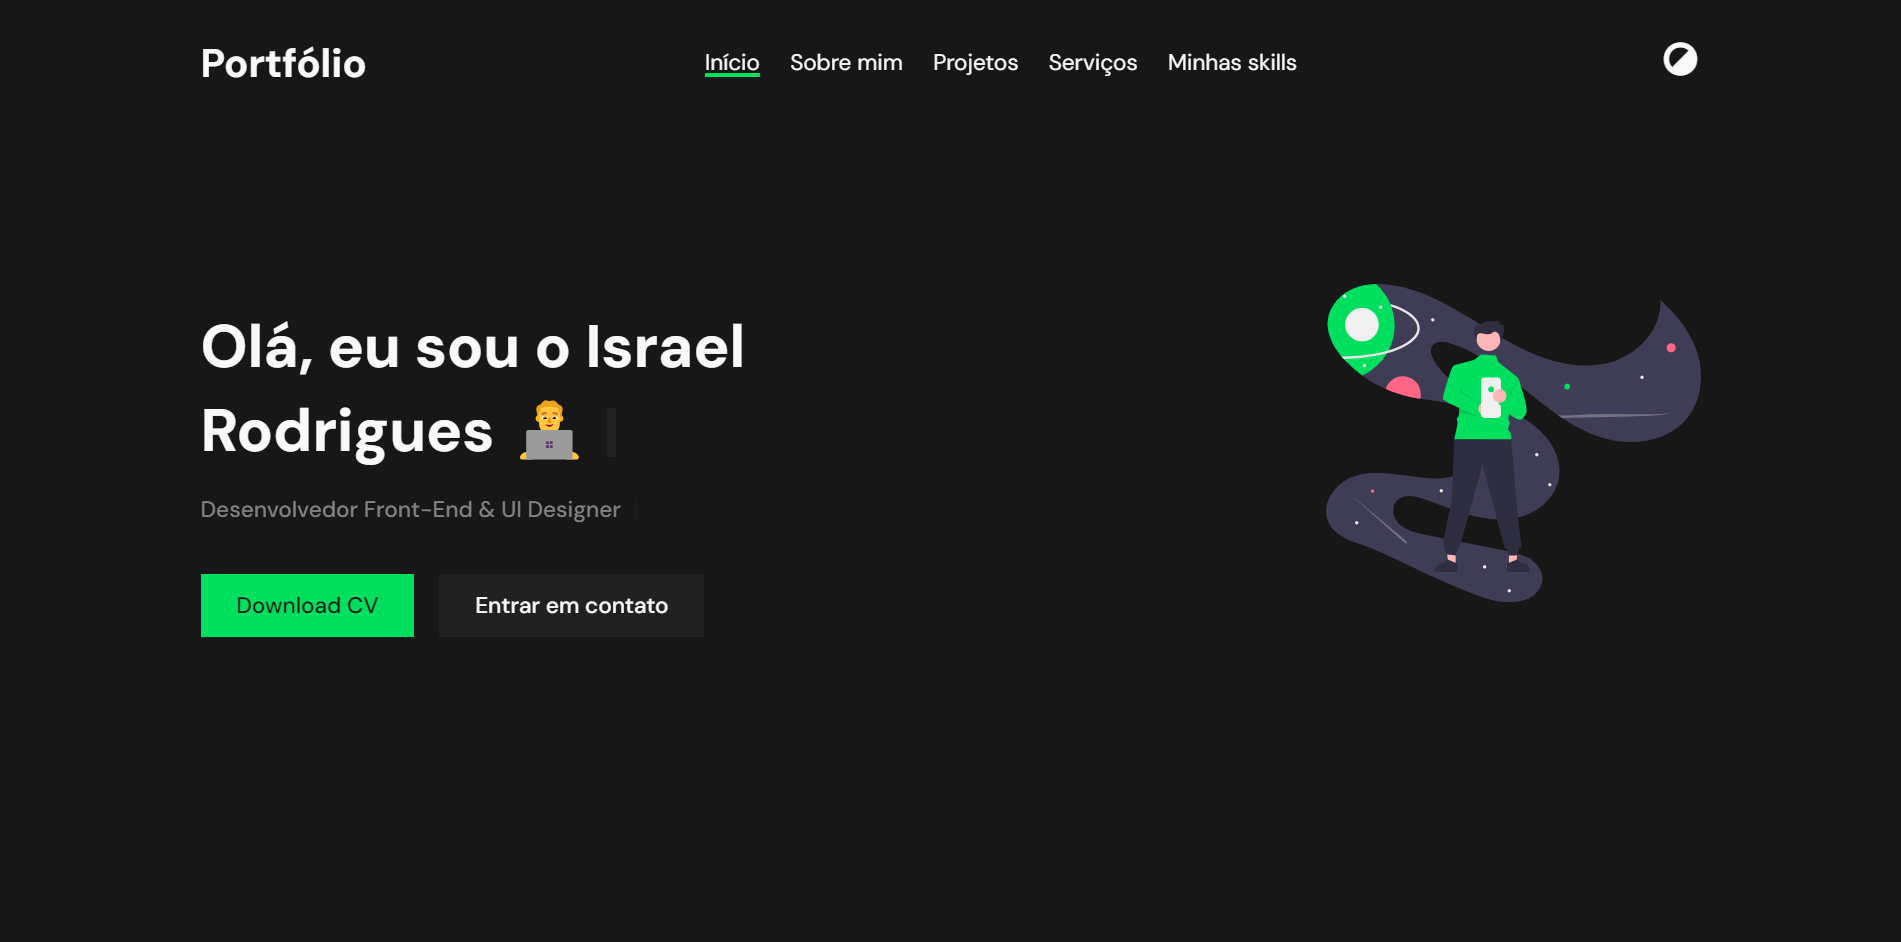 Portfólio
Início Sobre mim Projetos Serviços Minhas skills
Olá, eu sou o Israel
Rodrigues
Desenvolvedor Front-End & UI Designer
Download CV
Entrar em contato